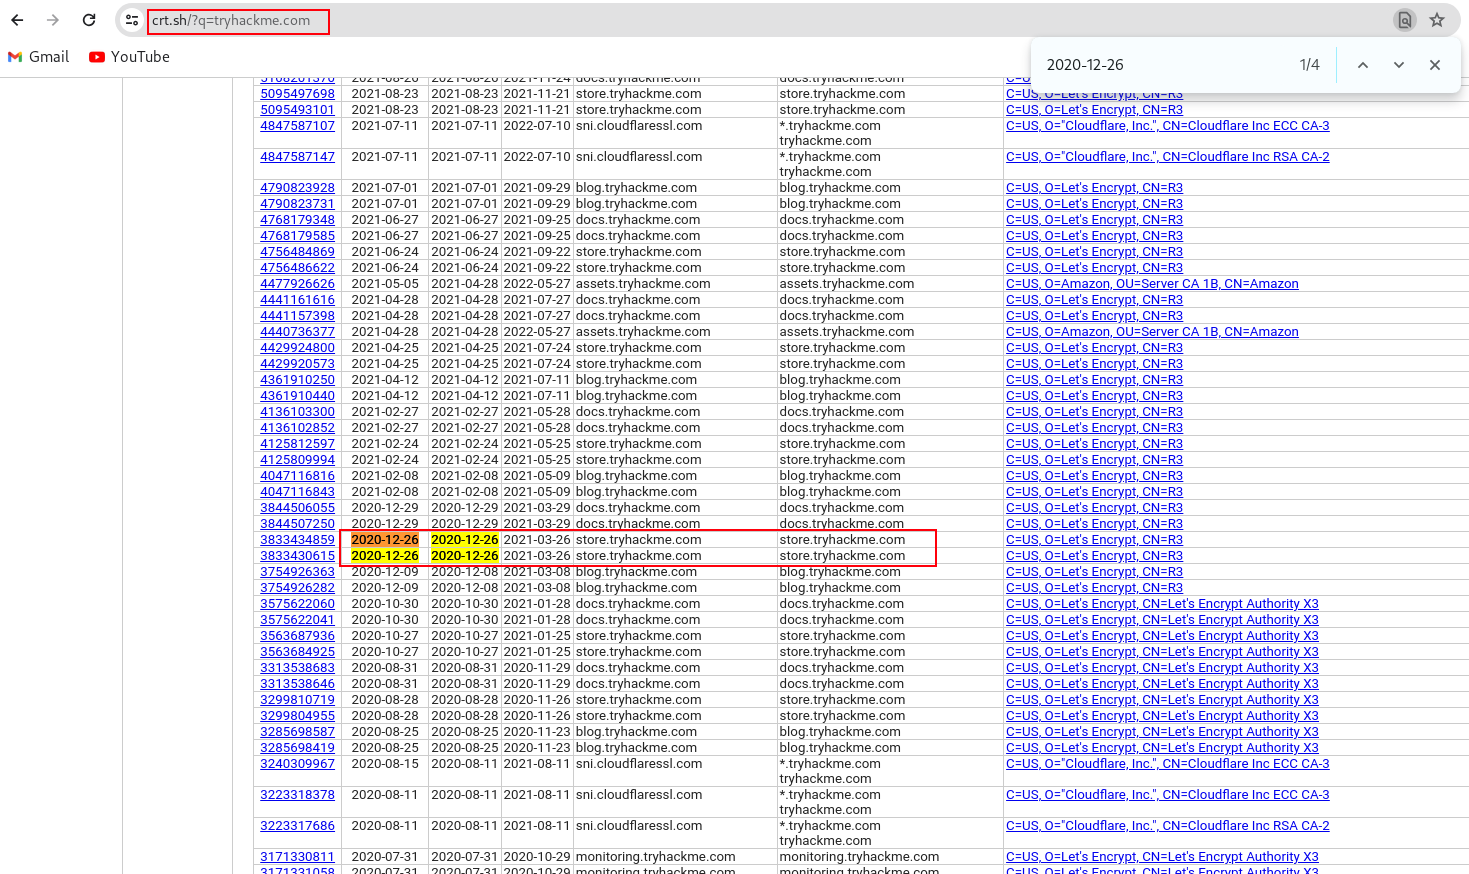 crt.sh/?q=tryhackme.com
Gmail YouTube
2020-12-26 1/4
5108201370 2021-08-26 2021-08-26 2021-11-24 docs.tryhackme.com docs.tryhackme.com
5095497698 2021-08-23 2021-08-23 2021-11-21 store.tryhackme.com store.tryhackme.com C=US, O=Let's Encrypt, CN=R3
5095493101 2021-08-23 2021-08-23 2021-11-21 store.tryhackme.com store.tryhackme.com C=US, O=Let's Encrypt, CN=R3
4847587107 2021-07-11 2021-07-11 2022-07-10 sni.cloudflaressl.com *.tryhackme.com C=US, O="Cloudflare, Inc.", CN=Cloudflare Inc ECC CA-3
tryhackme.com
4847587147 2021-07-11 2021-07-11 2022-07-10 sni.cloudflaressl.com *.tryhackme.com C=US, O="Cloudflare, Inc.", CN=Cloudflare Inc RSA CA-2
tryhackme.com
4790823928 2021-07-01 2021-07-01 2021-09-29 blog.tryhackme.com blog.tryhackme.com C=US, O=Let's Encrypt, CN=R3
4790823731 2021-07-01 2021-07-01 2021-09-29 blog.tryhackme.com blog.tryhackme.com C=US, O=Let's Encrypt, CN=R3
4768179348 2021-06-27 2021-06-27 2021-09-25 docs.tryhackme.com docs.tryhackme.com C=US, O=Let's Encrypt, CN=R3
4768179585 2021-06-27 2021-06-27 2021-09-25 docs.tryhackme.com docs.tryhackme.com C=US, O=Let's Encrypt, CN=R3
4756484869 2021-06-24 2021-06-24 2021-09-22 store.tryhackme.com store.tryhackme.com C=US, O=Let's Encrypt, CN=R3
4756486622 2021-06-24 2021-06-24 2021-09-22 store.tryhackme.com store.tryhackme.com C=US, O=Let's Encrypt, CN=R3
4477926626 2021-05-05 2021-04-28 2022-05-27 assets.tryhackme.com assets.tryhackme.com C=US, O=Amazon, OU=Server CA 1B, CN=Amazon
4441161616 2021-04-28 2021-04-28 2021-07-27 docs.tryhackme.com docs.tryhackme.com C=US, O=Let's Encrypt, CN=R3
4441157398 2021-04-28 2021-04-28 2021-07-27 docs.tryhackme.com docs.tryhackme.com C=US, O=Let's Encrypt, CN=R3
4440736377 2021-04-28 2021-04-28 2022-05-27 assets.tryhackme.com assets.tryhackme.com C=US, O=Amazon, OU=Server CA 1B, CN=Amazon
4429924800 2021-04-25 2021-04-25 2021-07-24 store.tryhackme.com store.tryhackme.com C=US, O=Let's Encrypt, CN=R3
4429920573 2021-04-25 2021-04-25 2021-07-24 store.tryhackme.com store.tryhackme.com C=US, O=Let's Encrypt, CN=R3
4361910250 2021-04-12 2021-04-12 2021-07-11 blog.tryhackme.com blog.tryhackme.com C=US, O=Let's Encrypt, CN=R3
4361910440 2021-04-12 2021-04-12 2021-07-11 blog.tryhackme.com blog.tryhackme.com C=US, O=Let's Encrypt, CN=R3
4136103300 2021-02-27 2021-02-27 2021-05-28 docs.tryhackme.com docs.tryhackme.com C=US, O=Let's Encrypt, CN=R3
4136102852 2021-02-27 2021-02-27 2021-05-28 docs.tryhackme.com docs.tryhackme.com C=US, O=Let's Encrypt, CN=R3
4125812597 2021-02-24 2021-02-24 2021-05-25 store.tryhackme.com store.tryhackme.com C=US, O=Let's Encrypt, CN=R3
4125809994 2021-02-24 2021-02-24 2021-05-25 store.tryhackme.com store.tryhackme.com C=US, O=Let's Encrypt, CN=R3
4047116816 2021-02-08 2021-02-08 2021-05-09 blog.tryhackme.com blog.tryhackme.com C=US, O=Let's Encrypt, CN=R3
4047116843 2021-02-08 2021-02-08 2021-05-09 blog.tryhackme.com blog.tryhackme.com C=US, O=Let's Encrypt, CN=R3
3844506055 2020-12-29 2020-12-29 2021-03-29 docs.tryhackme.com docs.tryhackme.com C=US, O=Let's Encrypt, CN=R3
3844507250 2020-12-29 2020-12-29 2021-03-29 docs.tryhackme.com docs.tryhackme.com C=US, O=Let's Encrypt, CN=R3
3833434859 2020-12-26 2020-12-26 2021-03-26 store.tryhackme.com store.tryhackme.com C=US, O=Let's Encrypt, CN=R3
3833430615 2020-12-26 2020-12-26 2021-03-26 store.tryhackme.com store.tryhackme.com C=US, O=Let's Encrypt, CN=R3
3754926363 2020-12-09 2020-12-08 2021-03-08 blog.tryhackme.com blog.tryhackme.com C=US, O=Let's Encrypt, CN=R3
3754926282 2020-12-09 2020-12-08 2021-03-08 blog.tryhackme.com blog.tryhackme.com C=US, O=Let's Encrypt, CN=R3
3575622060 2020-10-30 2020-10-30 2021-01-28 docs.tryhackme.com docs.tryhackme.com C=US, O=Let's Encrypt, CN=Let's Encrypt Authority X3
3575622041 2020-10-30 2020-10-30 2021-01-28 docs.tryhackme.com docs.tryhackme.com C=US, O=Let's Encrypt, CN=Let's Encrypt Authority X3
3563687936 2020-10-27 2020-10-27 2021-01-25 store.tryhackme.com store.tryhackme.com C=US, O=Let's Encrypt, CN=Let's Encrypt Authority X3
3563684925 2020-10-27 2020-10-27 2021-01-25 store.tryhackme.com store.tryhackme.com C=US, O=Let's Encrypt, CN=Let's Encrypt Authority X3
3313538683 2020-08-31 2020-08-31 2020-11-29 docs.tryhackme.com docs.tryhackme.com C=US, O=Let's Encrypt, CN=Let's Encrypt Authority X3
3313538646 2020-08-31 2020-08-31 2020-11-29 docs.tryhackme.com docs.tryhackme.com C=US, O=Let's Encrypt, CN=Let's Encrypt Authority X3
3299810719 2020-08-28 2020-08-28 2020-11-26 store.tryhackme.com store.tryhackme.com C=US, O=Let's Encrypt, CN=Let's Encrypt Authority X3
3299804955 2020-08-28 2020-08-28 2020-11-26 store.tryhackme.com store.tryhackme.com C=US, O=Let's Encrypt, CN=Let's Encrypt Authority X3
3285698587 2020-08-25 2020-08-25 2020-11-23 blog.tryhackme.com blog.tryhackme.com C=US, O=Let's Encrypt, CN=Let's Encrypt Authority X3
3285698419 2020-08-25 2020-08-25 2020-11-23 blog.tryhackme.com blog.tryhackme.com C=US, O=Let's Encrypt, CN=Let's Encrypt Authority X3
3240309967 2020-08-15 2020-08-11 2021-08-11 sni.cloudflaressl.com *.tryhackme.com C=US, O="Cloudflare, Inc.", CN=Cloudflare Inc ECC CA-3
tryhackme.com
3223318378 2020-08-11 2020-08-11 2021-08-11 sni.cloudflaressl.com *.tryhackme.com C=US, O="Cloudflare, Inc.", CN=Cloudflare Inc ECC CA-3
tryhackme.com
3223317686 2020-08-11 2020-08-11 2021-08-11 sni.cloudflaressl.com *.tryhackme.com C=US, O="Cloudflare, Inc.", CN=Cloudflare Inc RSA CA-2
tryhackme.com
3171330811 2020-07-31 2020-07-31 2020-10-29 monitoring.tryhackme.com monitoring.tryhackme.com C=US, O=Let's Encrypt, CN=Let's Encrypt Authority X3
3171331058 2020-07-31 2020-07-31 2020-10-29 monitoring.tryhackme.com monitoring.tryhackme.com C=US, O=Let's Encrypt, CN=Let's Encrypt Authority X3